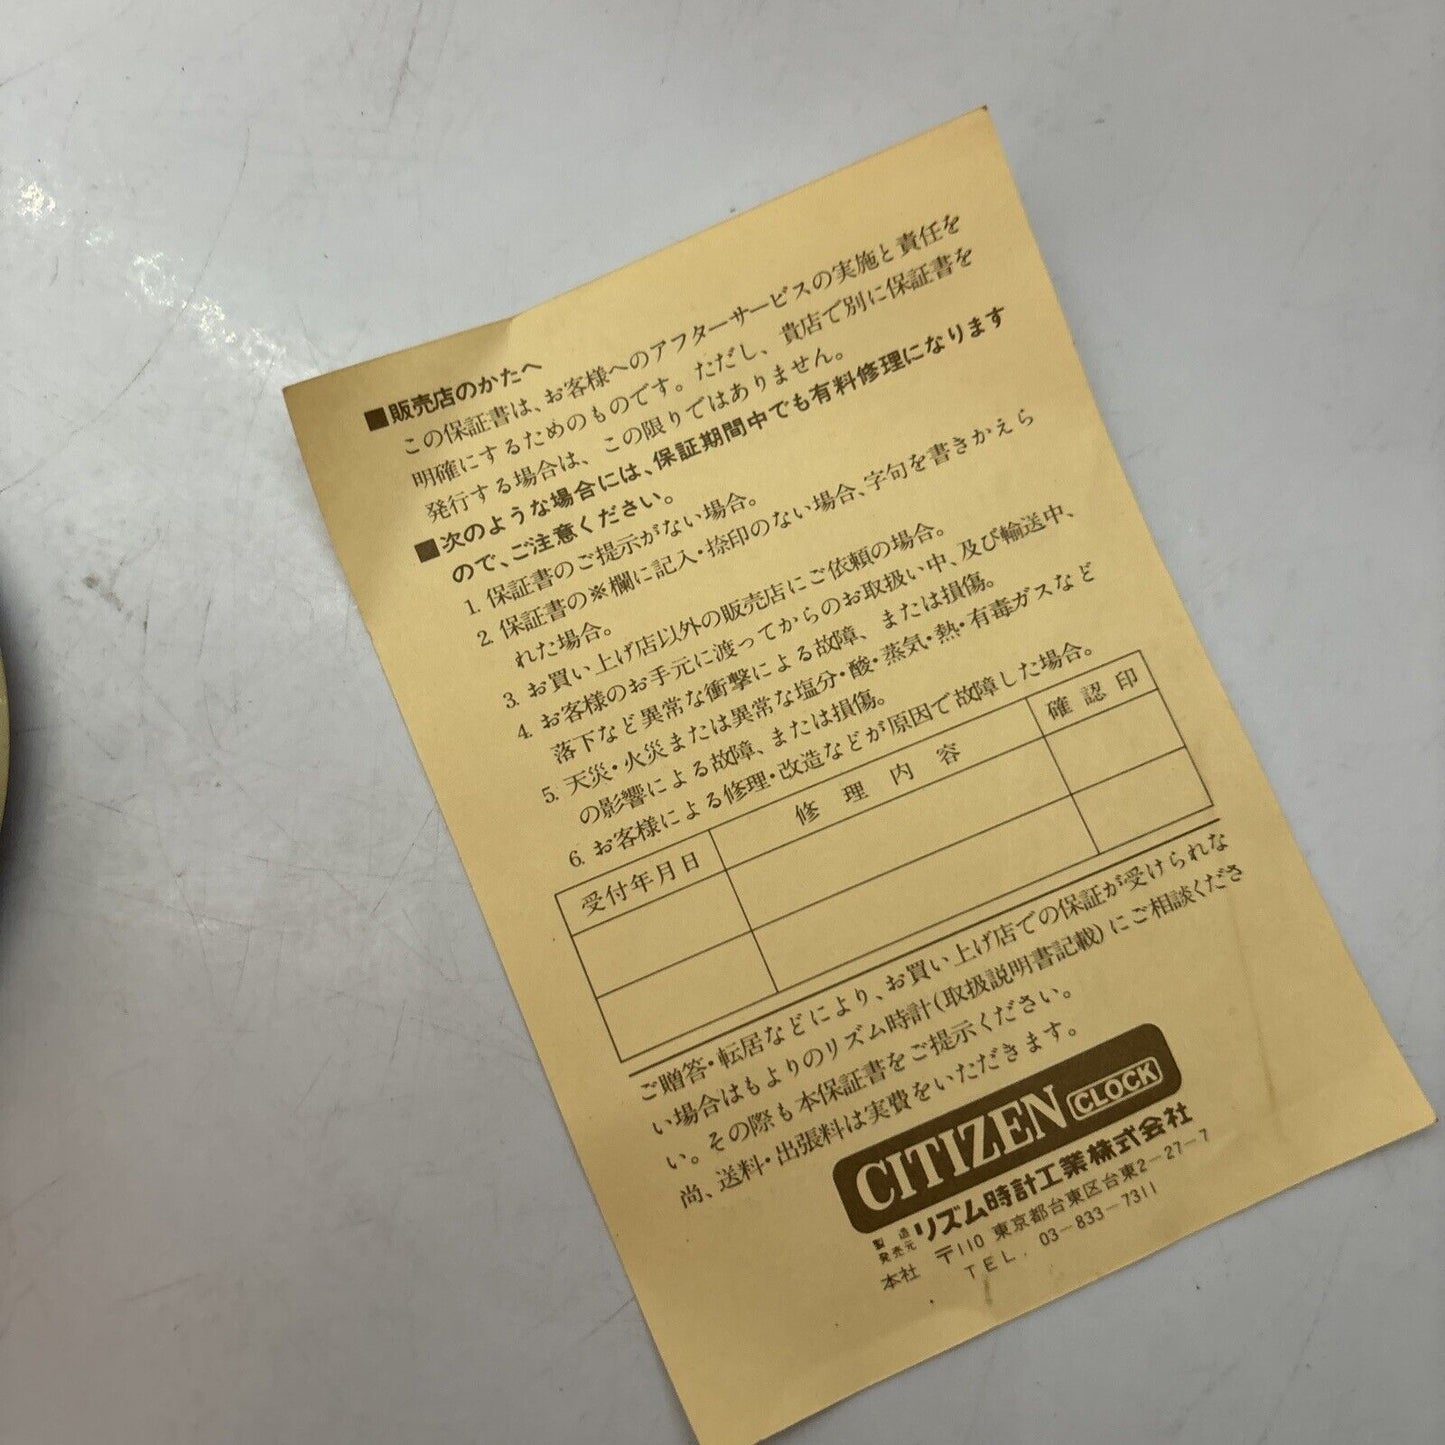 ■販売店のかたへ
この保証書は、お客様へのアフターサービスの実施と責任を
明確にするためのものです。ただし、貴店で別に保証書を
発行する場合は、この限りではありません。
■次のような場合には、保証期間中でも有料修理になります
ので、ご注意ください。
1. 保証書のご提示がない場合。
2. 保証書の※欄に記入・捺印のない場合、字句を書きかえら
れた場合。
3. お買い上げ店以外の販売店にご依頼の場合。
4. お客様のお手元に渡ってからのお取扱い中、及び輸送中、
落下など異常な衝撃による故障、または損傷。
5. 天災・火災または異常な塩分・酸・蒸気・熱・有毒ガスなど
の影響による故障、または損傷。
6. お客様による修理・改造などが原因で故障した場合。
受付年月日 修理内容 確認印
ご贈答・転居などにより、お買い上げ店での保証が受けられな
い場合はもよりのリズム時計(取扱説明書記載)にご相談くださ
い。その際も本保証書をご提示ください。
尚、送料・出張料は実費をいただきます。
CITIZEN CLOCK
製造発売元 リズム時計工業株式会社
本社 〒110 東京都台東区台東2-27-7
TEL. 03-833-7311